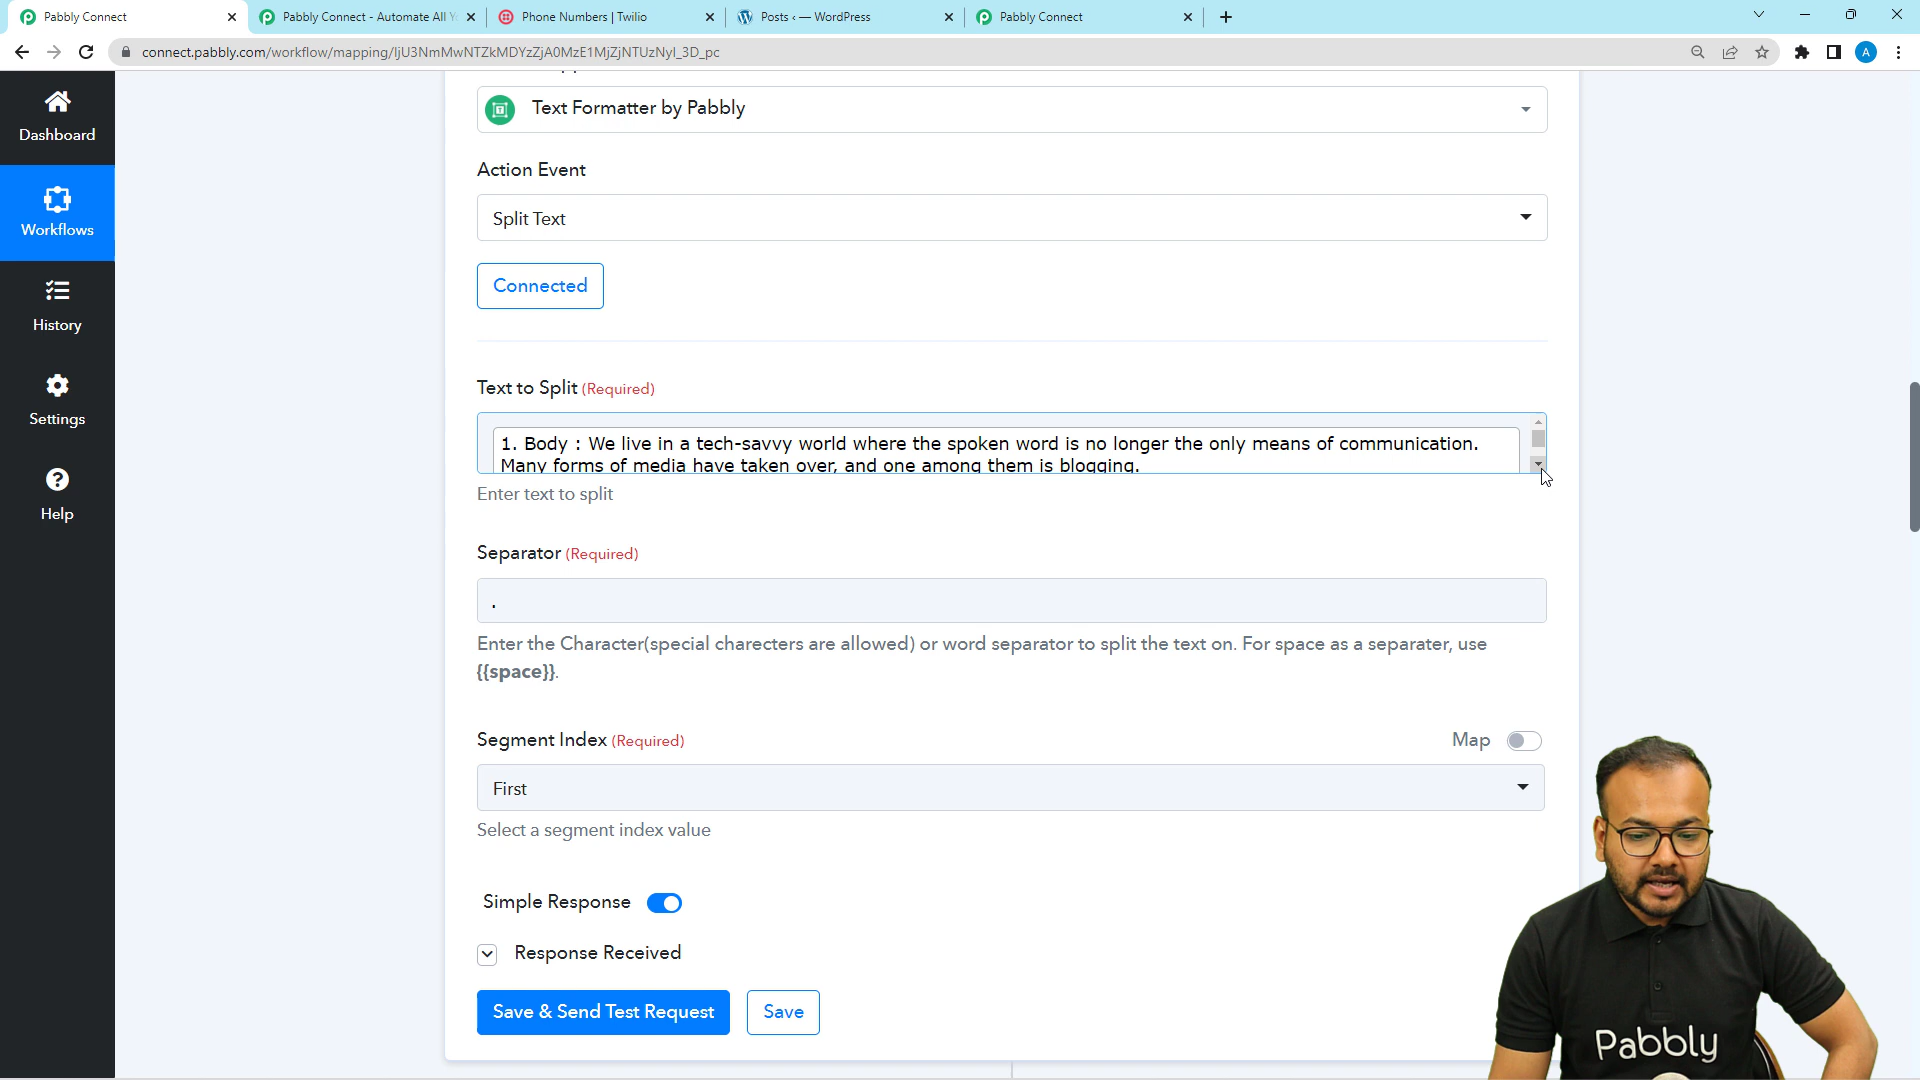 Pabbly Connect
Pabbly Connect - Automate All Y
Phone Numbers | Twilio
Posts ‹ — WordPress
Pabbly Connect
connect.pabbly.com/workflow/mapping/IjU3NmMwNTZkMDYzZjA0MzE1MjZjNTUzNyI_3D_pc
A
Dashboard
Workflows
History
Settings
Help
Text Formatter by Pabbly
Action Event
Split Text
Connected
Text to Split (Required)
1. Body : We live in a tech-savvy world where the spoken word is no longer the only means of communication.
Many forms of media have taken over, and one among them is blogging.
Enter text to split
Separator (Required)
.
Enter the Character(special charecters are allowed) or word separator to split the text on. For space as a separater, use
{{space}}.
Segment Index (Required)
Map
First
Select a segment index value
Simple Response
Response Received
Save & Send Test Request
Save
Pabbly